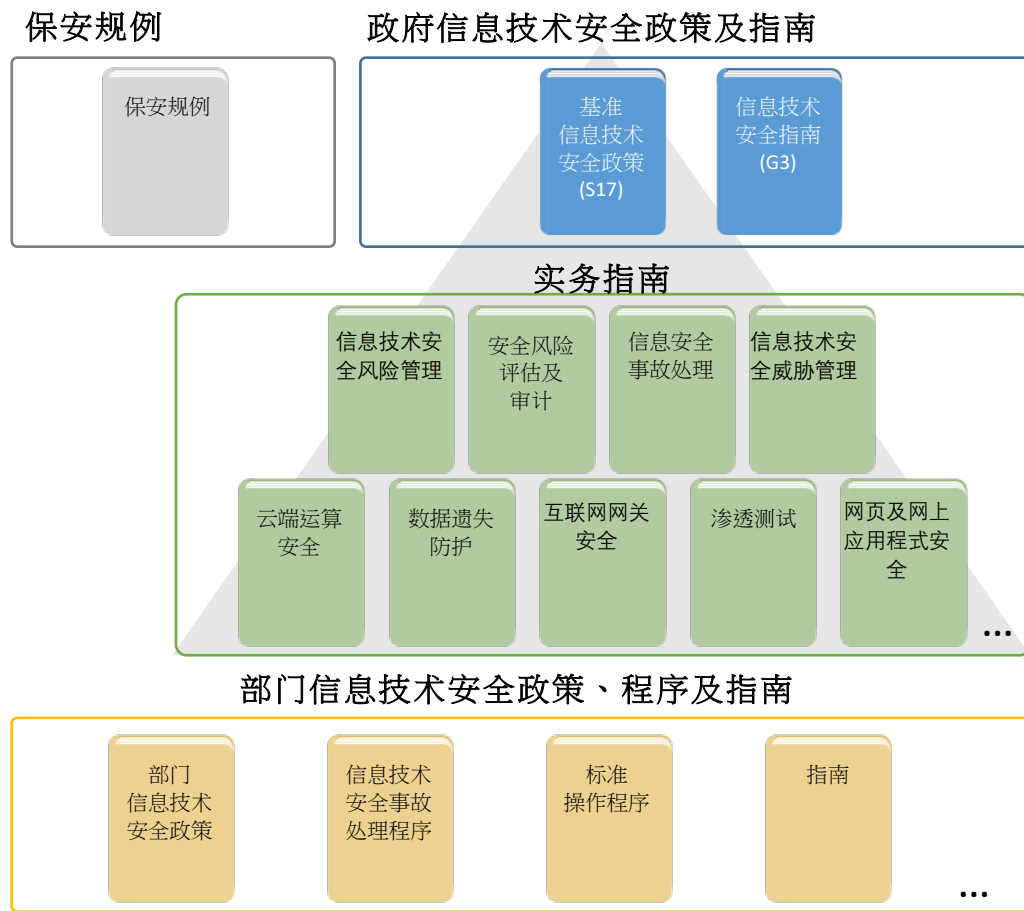 保安规例
政府信息技术安全政策及指南
保安规例
基准
信息技术
安全政策
(S17)
信息技术
安全指南
(G3)
实务指南
信息技术安
全风险管理
安全风险
评估及
审计
信息安全
事故处理
信息技术安
全威胁管理
云端运算
安全
数据遗失
防护
互联网网关
安全
渗透测试
网页及网上
应用程式安
全
...
部门信息技术安全政策、程序及指南
部门
信息技术
安全政策
信息技术
安全事故
处理程序
标准
操作程序
指南
...